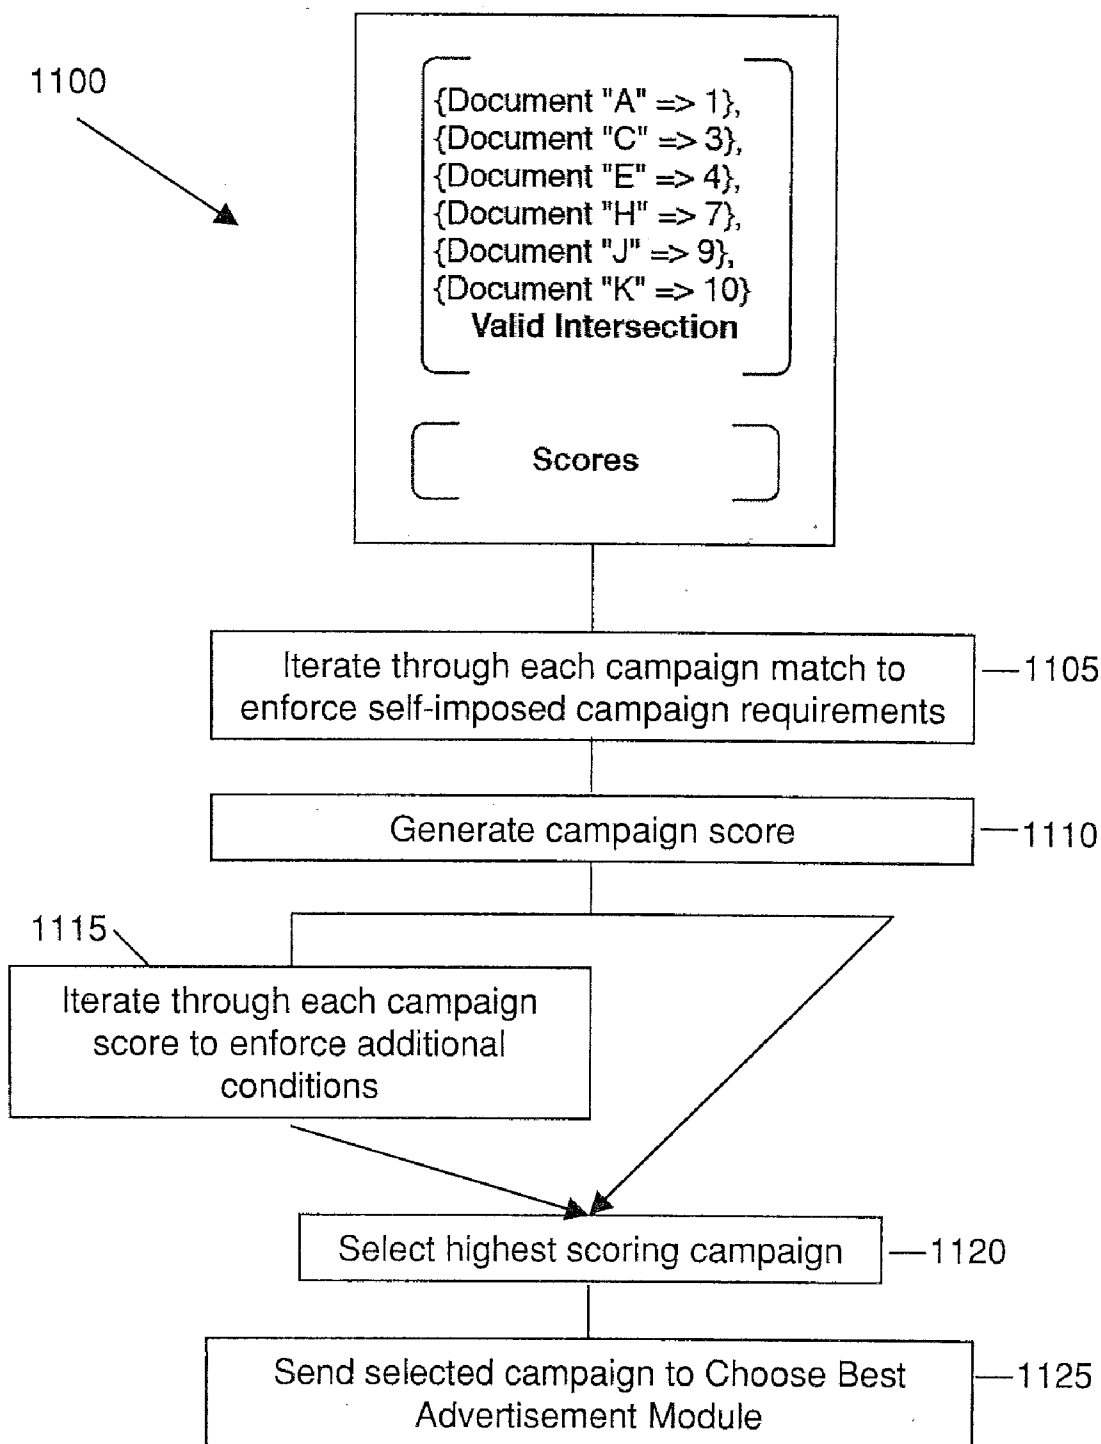 1100
{Document "A" => 1},
{Document "C" => 3},
{Document "E" => 4},
{Document "H" => 7},
{Document "J" => 9},
{Document "K" => 10}
Valid Intersection
Scores
Iterate through each campaign match to
enforce self-imposed campaign requirements
1105
Generate campaign score
1110
1115
Iterate through each campaign
score to enforce additional
conditions
Select highest scoring campaign
1120
Send selected campaign to Choose Best
Advertisement Module
1125